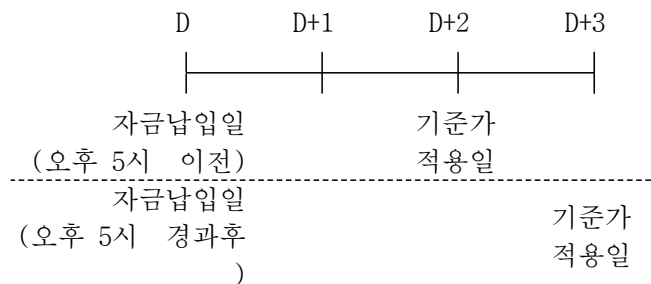 D D+1 D+2 D+3
자금납입일 기준가
(오후 5시 이전) 적용일
자금납입일
(오후 5시 경과후
)
기준가
적용일